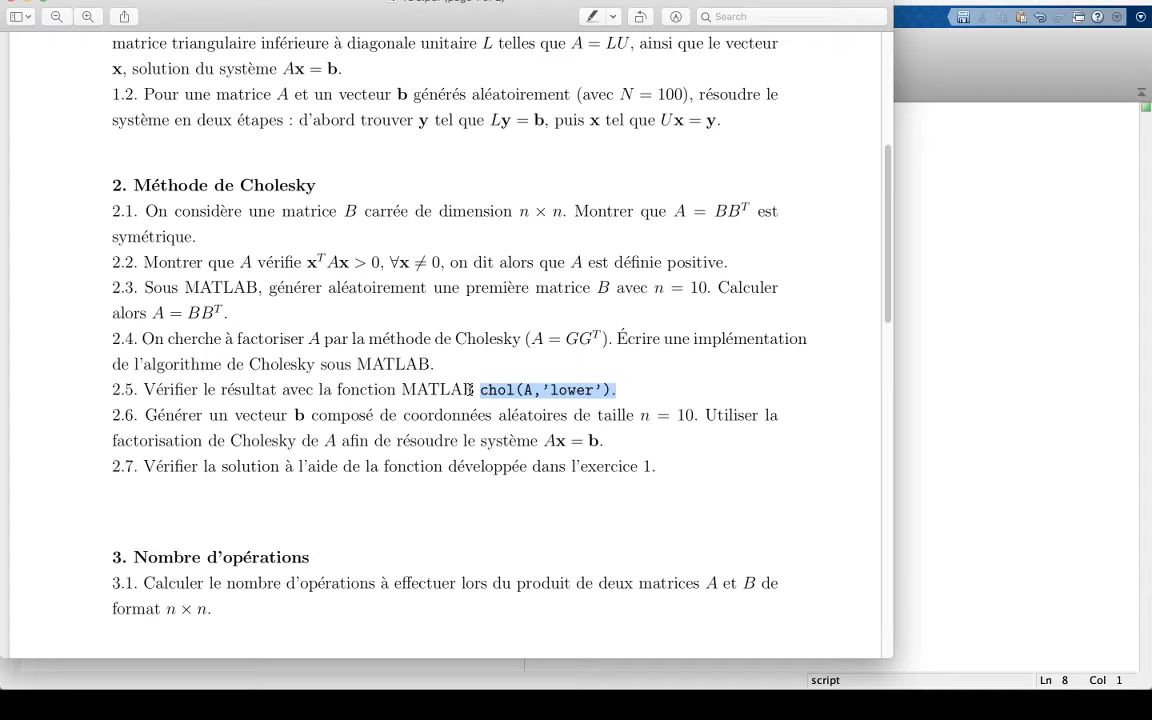 Search
matrice triangulaire inférieure à diagonale unitaire L telles que A = LU, ainsi que le vecteur
x, solution du système Ax = b.
1.2. Pour une matrice A et un vecteur b générés aléatoirement (avec N = 100), résoudre le
système en deux étapes : d'abord trouver y tel que Ly = b, puis x tel que Ux = y.
2. Méthode de Cholesky
2.1. On considère une matrice B carrée de dimension n × n. Montrer que A = BB^T est
symétrique.
2.2. Montrer que A vérifie x^T Ax > 0, ∀x ≠ 0, on dit alors que A est définie positive.
2.3. Sous MATLAB, générer aléatoirement une première matrice B avec n = 10. Calculer
alors A = BB^T.
2.4. On cherche à factoriser A par la méthode de Cholesky (A = GG^T). Écrire une implémentation
de l'algorithme de Cholesky sous MATLAB.
2.5. Vérifier le résultat avec la fonction MATLAB chol(A,'lower').
2.6. Générer un vecteur b composé de coordonnées aléatoires de taille n = 10. Utiliser la
factorisation de Cholesky de A afin de résoudre le système Ax = b.
2.7. Vérifier la solution à l'aide de la fonction développée dans l'exercice 1.
3. Nombre d'opérations
3.1. Calculer le nombre d'opérations à effectuer lors du produit de deux matrices A et B de
format n × n.
script Ln 8 Col 1